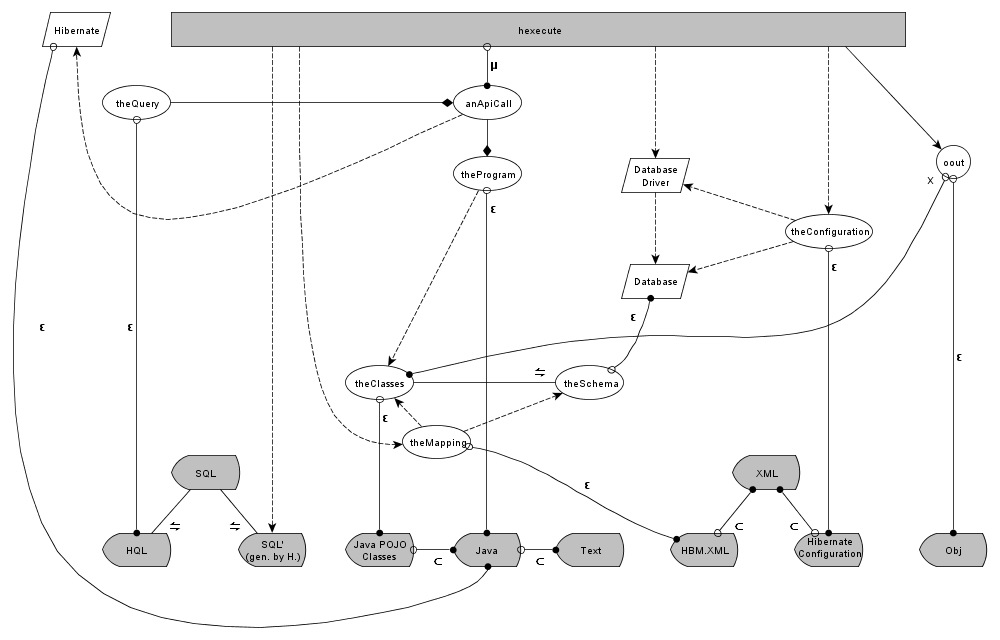 Hibernate
hexecute
μ
theQuery
anApiCall
oout
x
theProgram
ε
Database
Driver
theConfiguration
ε
Database
ε
ε
ε
ε
theClasses
⇋
theSchema
ε
theMapping
SQL
XML
ε
⇋
⇋
⊂
⊂
HQL
SQL'
(gen. by H.)
Java POJO
Classes
Java
Text
HBM.XML
Hibernate
Configuration
Obj
⊂
⊂